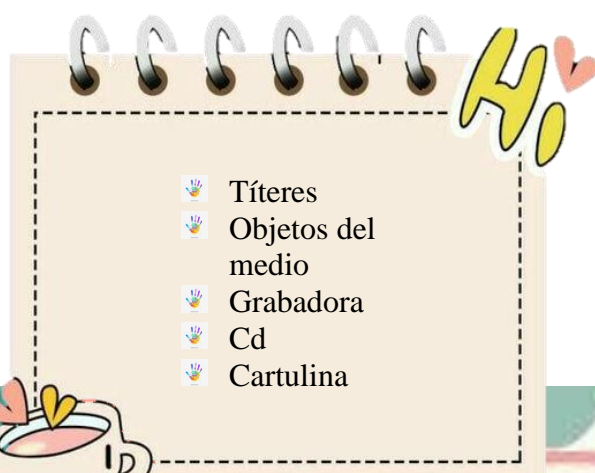 Hi
Títeres
Objetos del
medio
Grabadora
Cd
Cartulina